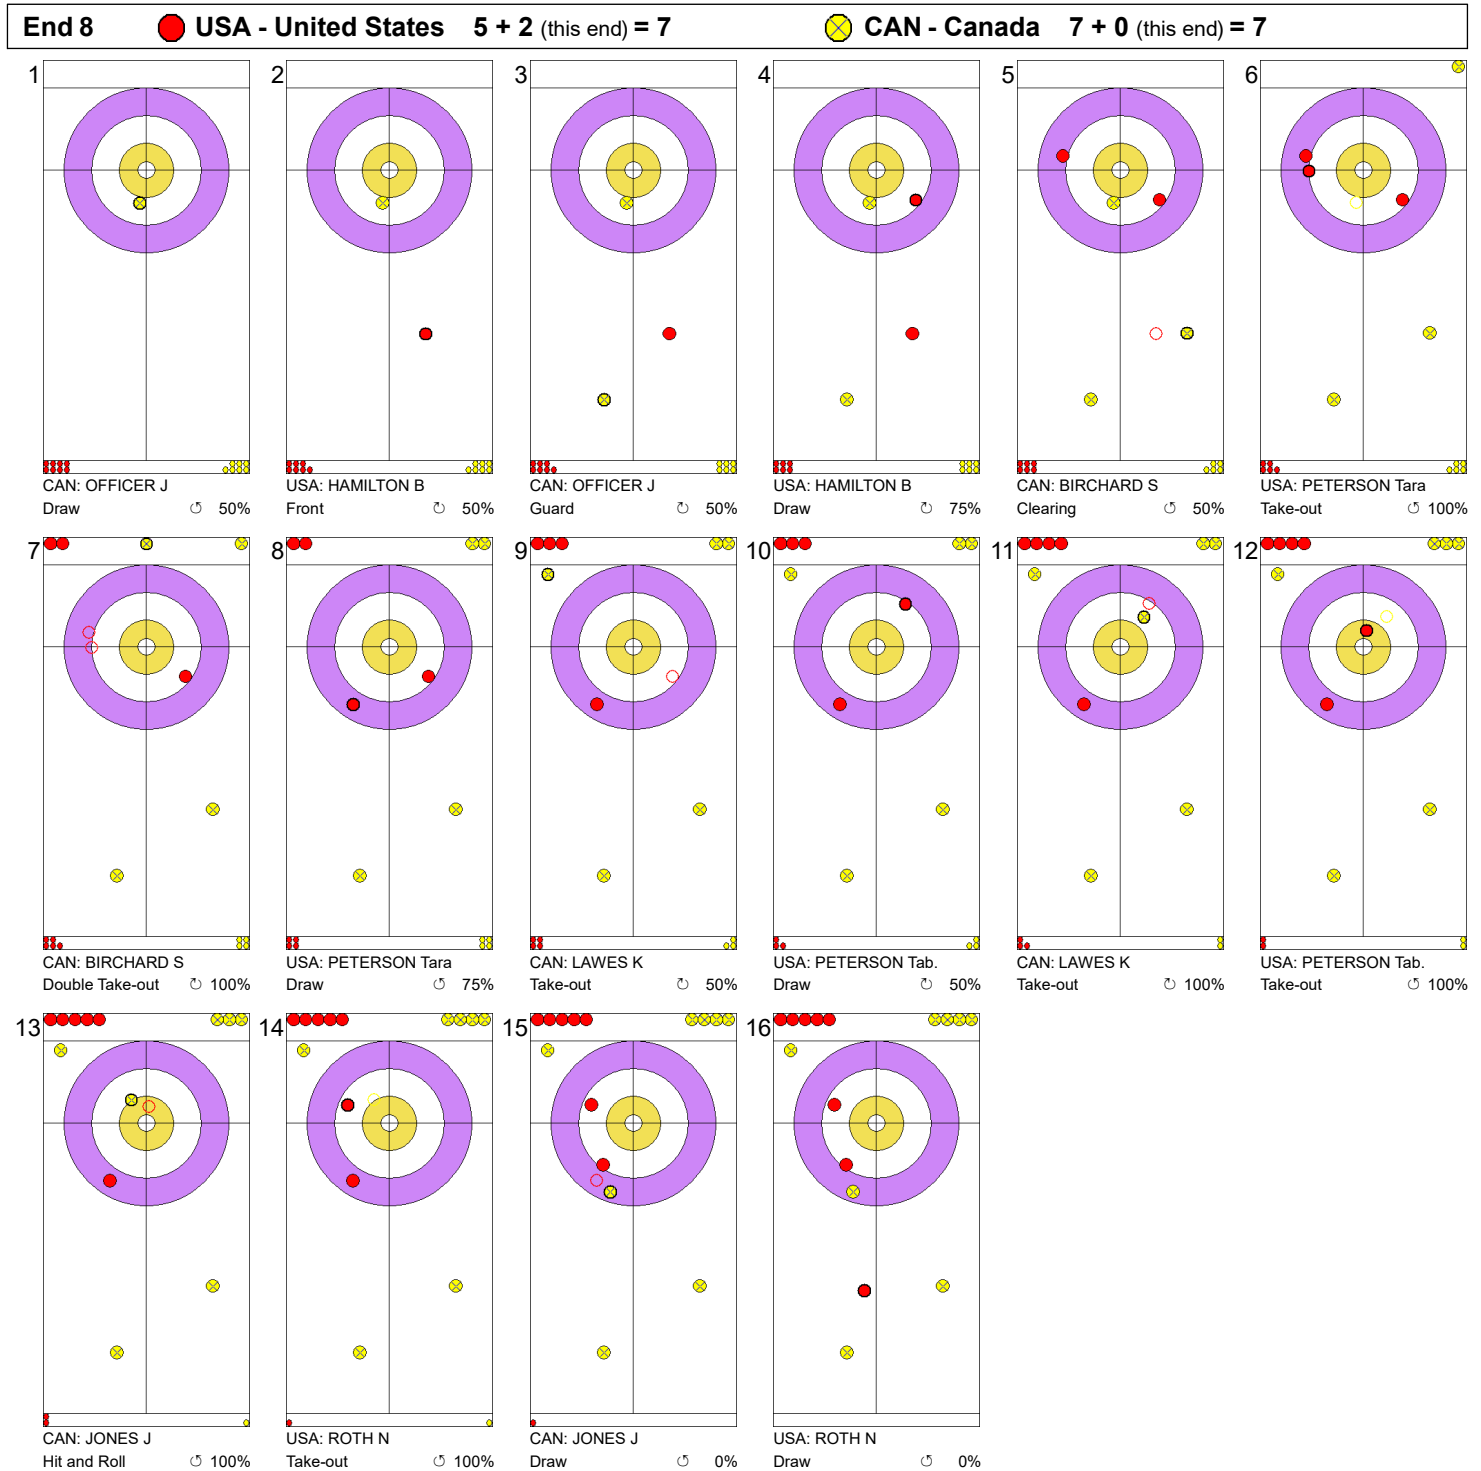 End 8 USA - United States 5 + 2 (this end) = 7 CAN - Canada 7 + 0 (this end) = 7
1 2 3 4 5 6
CAN: OFFICER J USA: HAMILTON B CAN: OFFICER J USA: HAMILTON B CAN: BIRCHARD S USA: PETERSON Tara
Draw ↺ 50% Front ↻ 50% Guard ↻ 50% Draw ↻ 75% Clearing ↻ 50% Take-out ↺ 100%
7 8 9 10 11 12
CAN: BIRCHARD S USA: PETERSON Tara CAN: LAWES K USA: PETERSON Tab. CAN: LAWES K USA: PETERSON Tab.
Double Take-out ↻ 100% Draw ↺ 75% Take-out ↻ 50% Draw ↺ 50% Take-out ↻ 100% Take-out ↺ 100%
13 14 15 16
CAN: JONES J USA: ROTH N CAN: JONES J USA: ROTH N
Hit and Roll ↺ 100% Take-out ↺ 100% Draw ↺ 0% Draw ↺ 0%